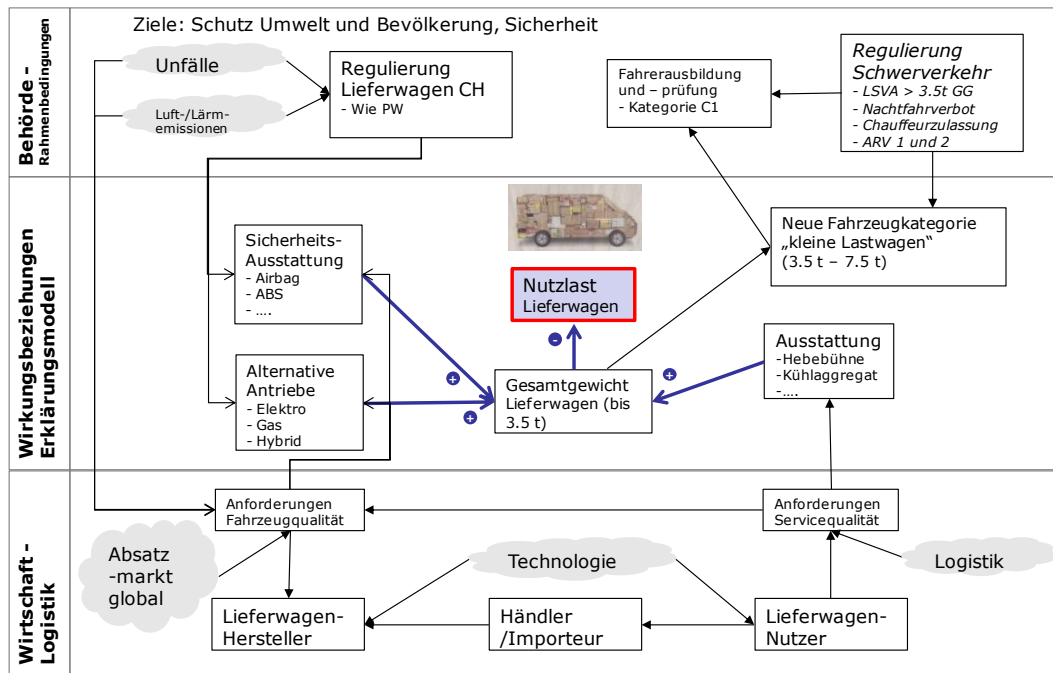 Ziele: Schutz Umwelt und Bevölkerung, Sicherheit
Behörde -
Rahmenbedingungen
Unfälle
Luft-/Lärm-
emissionen
Regulierung
Lieferwagen CH
- Wie PW
Fahrerausbildung
und – prüfung
- Kategorie C1
Regulierung
Schwerverkehr
- LSVA > 3.5t GG
- Nachtfahrverbot
- Chauffeurzulassung
- ARV 1 und 2
Wirkungsbeziehungen
Erklärungsmodell
Sicherheits-
Ausstattung
- Airbag
- ABS
- ....
Nutzlast
Lieferwagen
Neue Fahrzeugkategorie
„kleine Lastwagen“
(3.5 t – 7.5 t)
Alternative
Antriebe
- Elektro
- Gas
- Hybrid
+
+
-
+
Gesamtgewicht
Lieferwagen (bis
3.5 t)
Ausstattung
- Hebebühne
- Kühlaggregat
-....
Wirtschaft -
Logistik
Anforderungen
Fahrzeugqualität
Anforderungen
Servicequalität
Absatz
-markt
global
Technologie
Logistik
Lieferwagen-
Hersteller
Händler
/Importeur
Lieferwagen-
Nutzer